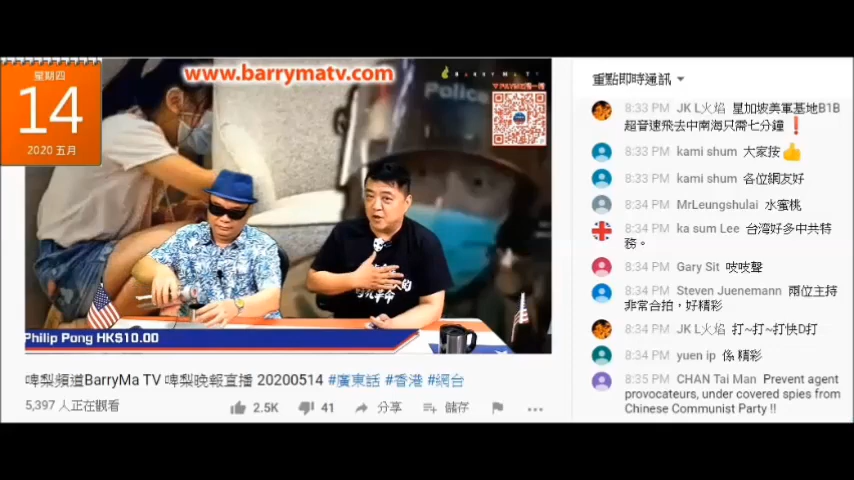 www.barrymatv.com
星期四
14
2020 五月
BARRY MA TV
Police
Philip Pong HK$10.00
啤梨頻道BarryMa TV 啤梨晚報直播 20200514 #廣東話 #香港 #網台
5,397 人正在觀看
2.5K
41
分享
儲存
重點即時通訊
8:33 PM JK L火焰 星加坡美軍基地B1B
超音速飛去中南海只需七分鐘❗
8:33 PM kami shum 大家按👍
8:33 PM kami shum 各位網友好
8:34 PM MrLeungshulai 水蜜桃
8:34 PM ka sum Lee 台湾好多中共特
務。
8:34 PM Gary Sit 吱吱聲
8:34 PM Steven Juenemann 兩位主持
非常合拍，好精彩
8:34 PM JK L火焰 打~打~打快D打
8:34 PM yuen ip 係 精彩
8:35 PM CHAN Tai Man Prevent agent
provocateurs, under covered spies from
Chinese Communist Party !!